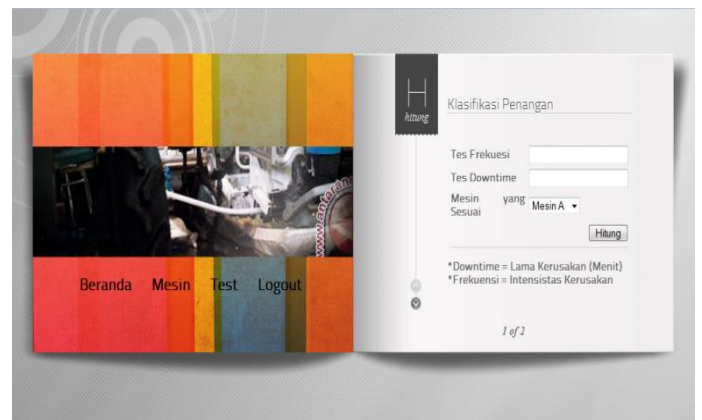 Beranda Mesin Test Logout
H
hitung
Klasifikasi Penangan
Tes Frekuesi
Tes Downtime
Mesin yang
Sesuai
Mesin A
Hitung
*Downtime = Lama Kerusakan (Menit)
*Frekuensi = Intensistas Kerusakan
1 of 2